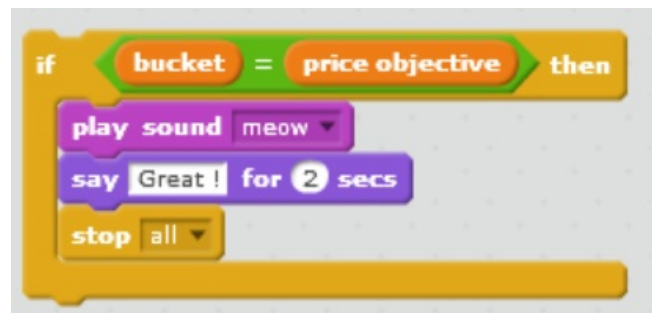 if bucket = price objective then
play sound meow
say Great ! for 2 secs
stop all